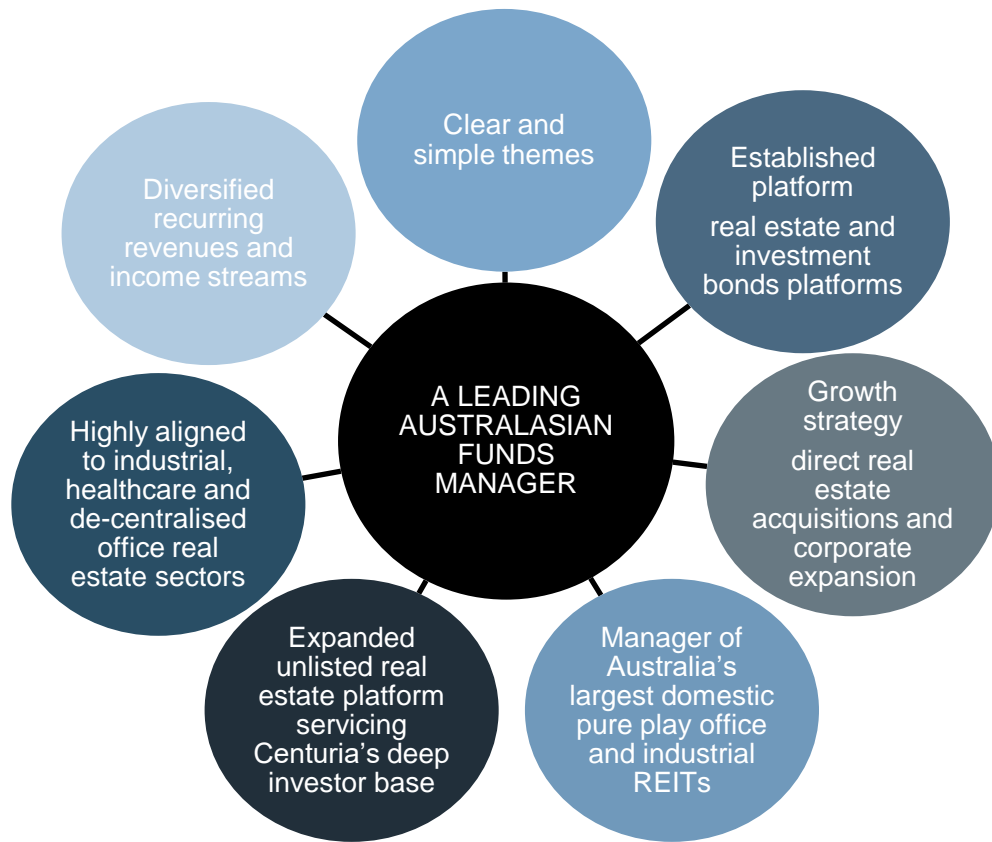 Clear and
simple themes
Established
platform
real estate and
investment
bonds platforms
Growth
strategy
direct real
estate
acquisitions and
corporate
expansion
Manager of
Australia’s
largest domestic
pure play office
and industrial
REITs
Expanded
unlisted real
estate platform
servicing
Centuria’s deep
investor base
Highly aligned
to industrial,
healthcare and
de-centralised
office real
estate sectors
Diversified
recurring
revenues and
income streams
A LEADING
AUSTRALASIAN
FUNDS
MANAGER